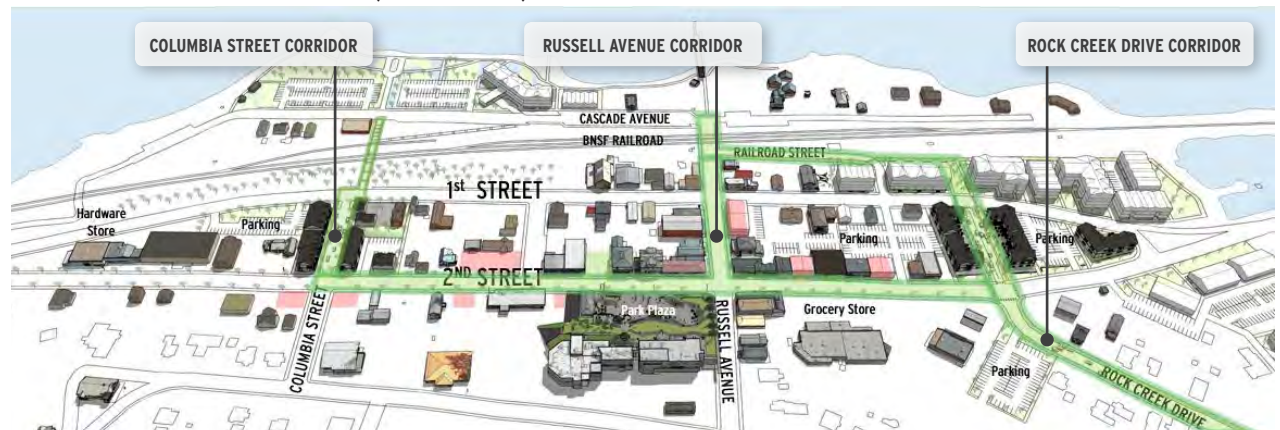 COLUMBIA STREET CORRIDOR
RUSSELL AVENUE CORRIDOR
ROCK CREEK DRIVE CORRIDOR
CASCADE AVENUE
BNSF RAILROAD
RAILROAD STREET
1st STREET
Hardware
Store
Parking
Parking
Parking
2ND STREET
Park Plaza
Grocery Store
COLUMBIA STREET
RUSSELL AVENUE
Parking
ROCK CREEK DRIVE